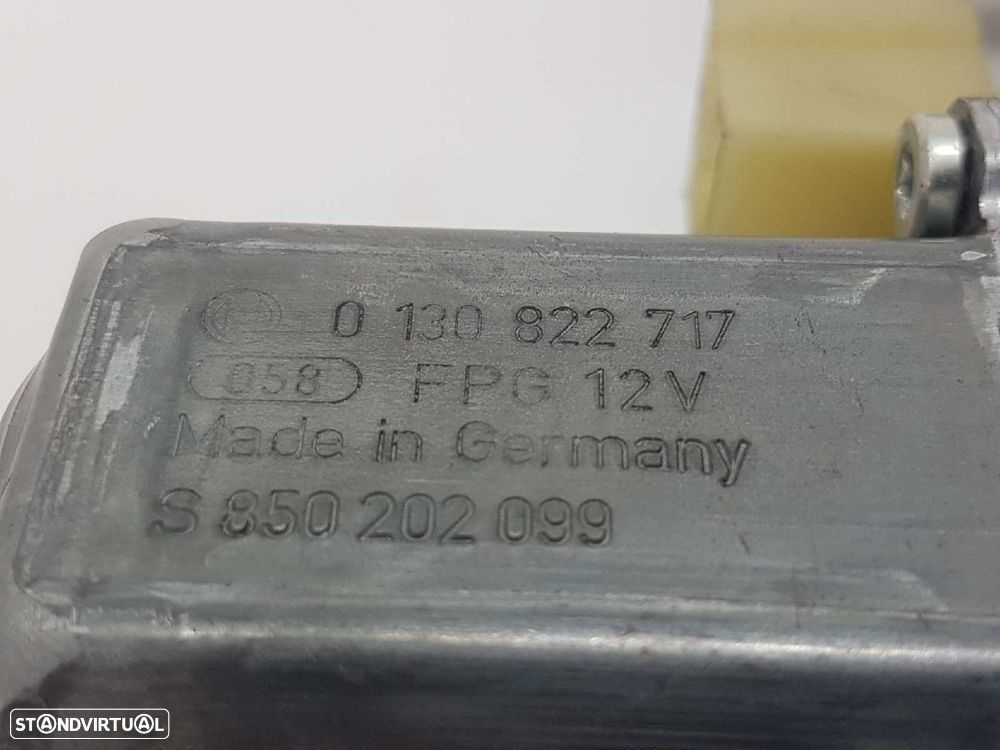 0 130 822 717
058 FPG 12V
Made in Germany
S 850 202 099
STANDVIRTUAL